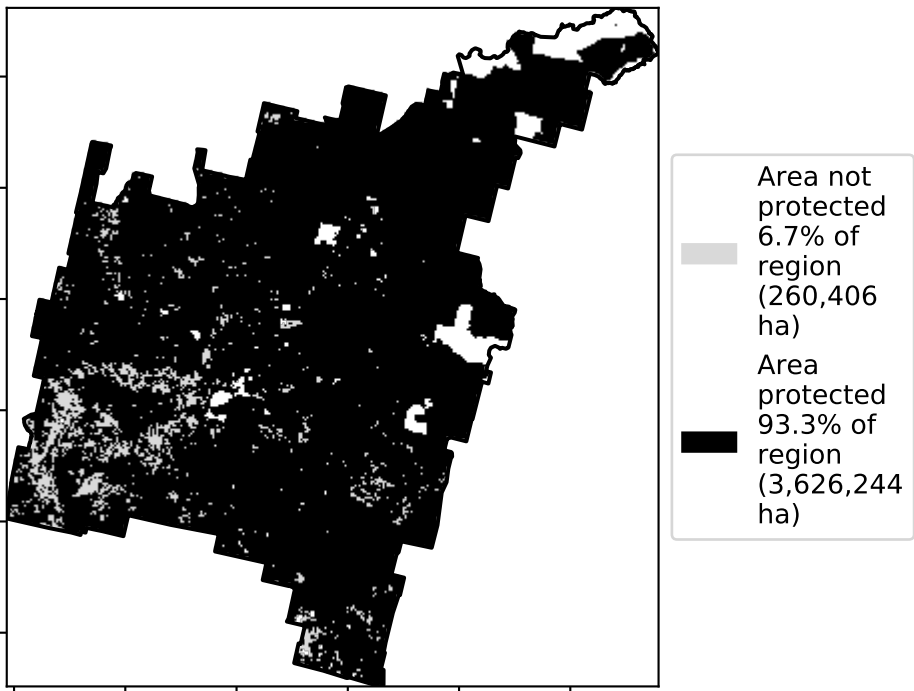 Area not
protected
6.7% of
region
(260,406
ha)
Area
protected
93.3% of
region
(3,626,244
ha)